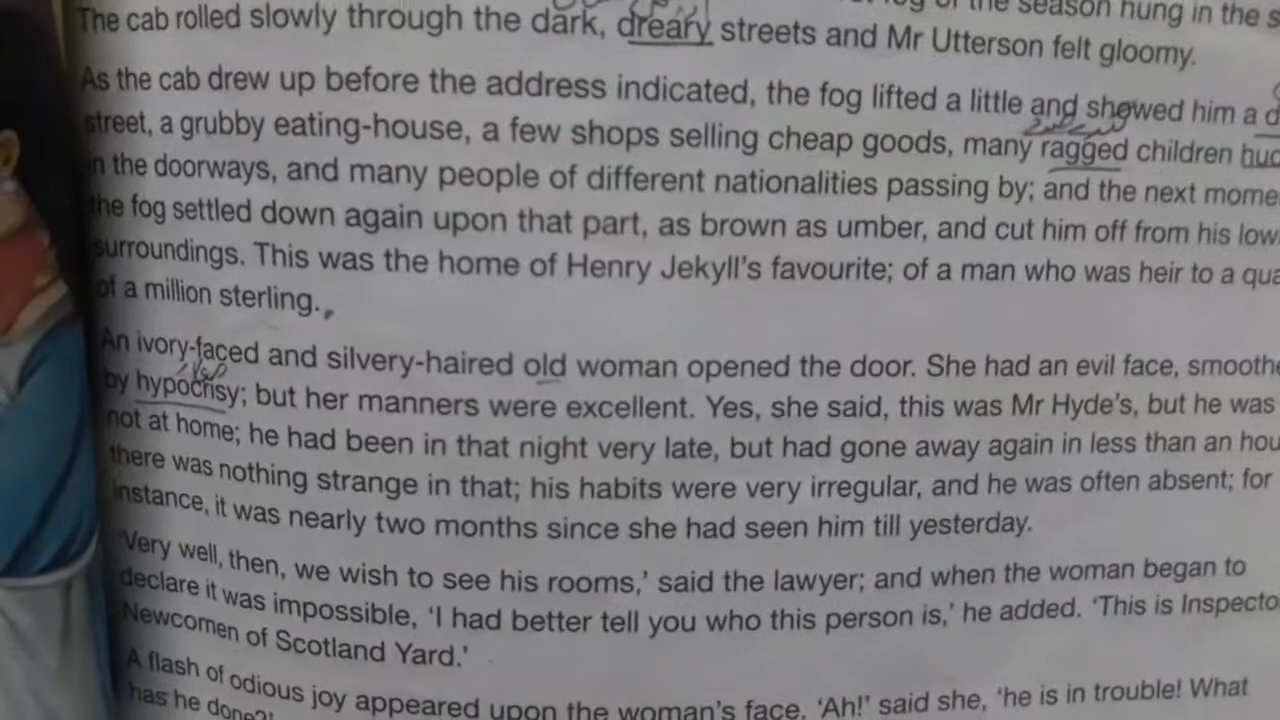 the season hung in the
The cab rolled slowly through the dark, dreary streets and Mr Utterson felt gloomy.
As the cab drew up before the address indicated, the fog lifted a little and showed him a
street, a grubby eating-house, a few shops selling cheap goods, many ragged children
in the doorways, and many people of different nationalities passing by; and the next
the fog settled down again upon that part, as brown as umber, and cut him off from his
surroundings. This was the home of Henry Jekyll's favourite; of a man who was heir to a
of a million sterling.
An ivory-faced and silvery-haired old woman opened the door. She had an evil face,
by hypocrisy; but her manners were excellent. Yes, she said, this was Mr Hyde's, but he was
not at home; he had been in that night very late, but had gone away again in less than an
there was nothing strange in that; his habits were very irregular, and he was often absent; for
instance, it was nearly two months since she had seen him till yesterday.
'Very well, then, we wish to see his rooms,' said the lawyer; and when the woman began to
declare it was impossible, 'I had better tell you who this person is,' he added. 'This is
Newcomen of Scotland Yard.'
A flash of odious joy appeared upon the woman's face. 'Ah!' said she, 'he is in trouble! What
has he done?'